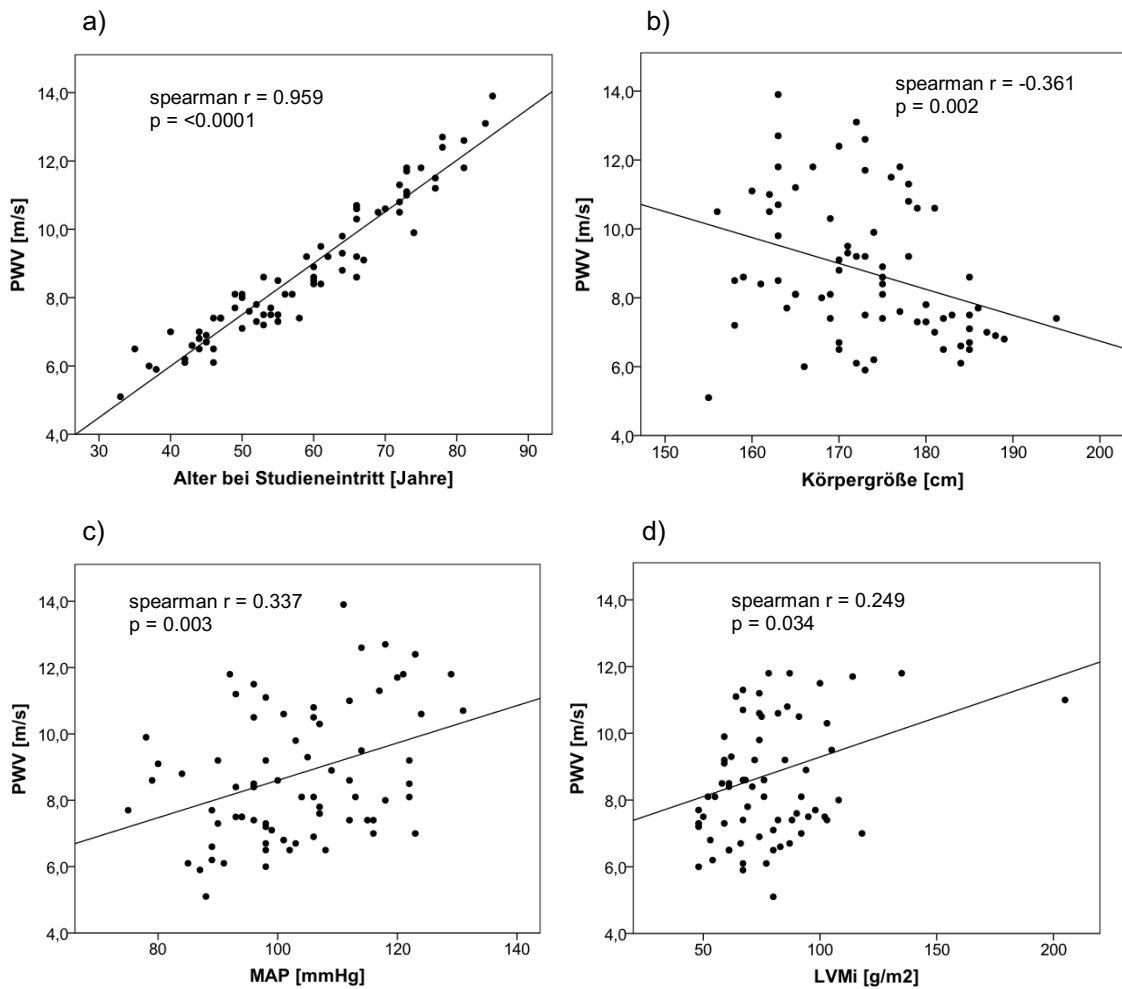 a)
spearman r = 0.959
p = <0.0001
14,0
12,0
10,0
8,0
6,0
4,0
PWV [m/s]
30 40 50 60 70 80 90
Alter bei Studieneintritt [Jahre]
b)
spearman r = -0.361
p = 0.002
14,0
12,0
10,0
8,0
6,0
4,0
PWV [m/s]
150 160 170 180 190 200
Körpergröße [cm]
c)
spearman r = 0.337
p = 0.003
14,0
12,0
10,0
8,0
6,0
4,0
PWV [m/s]
80 100 120 140
MAP [mmHg]
d)
spearman r = 0.249
p = 0.034
14,0
12,0
10,0
8,0
6,0
4,0
PWV [m/s]
50 100 150 200
LVMi [g/m2]